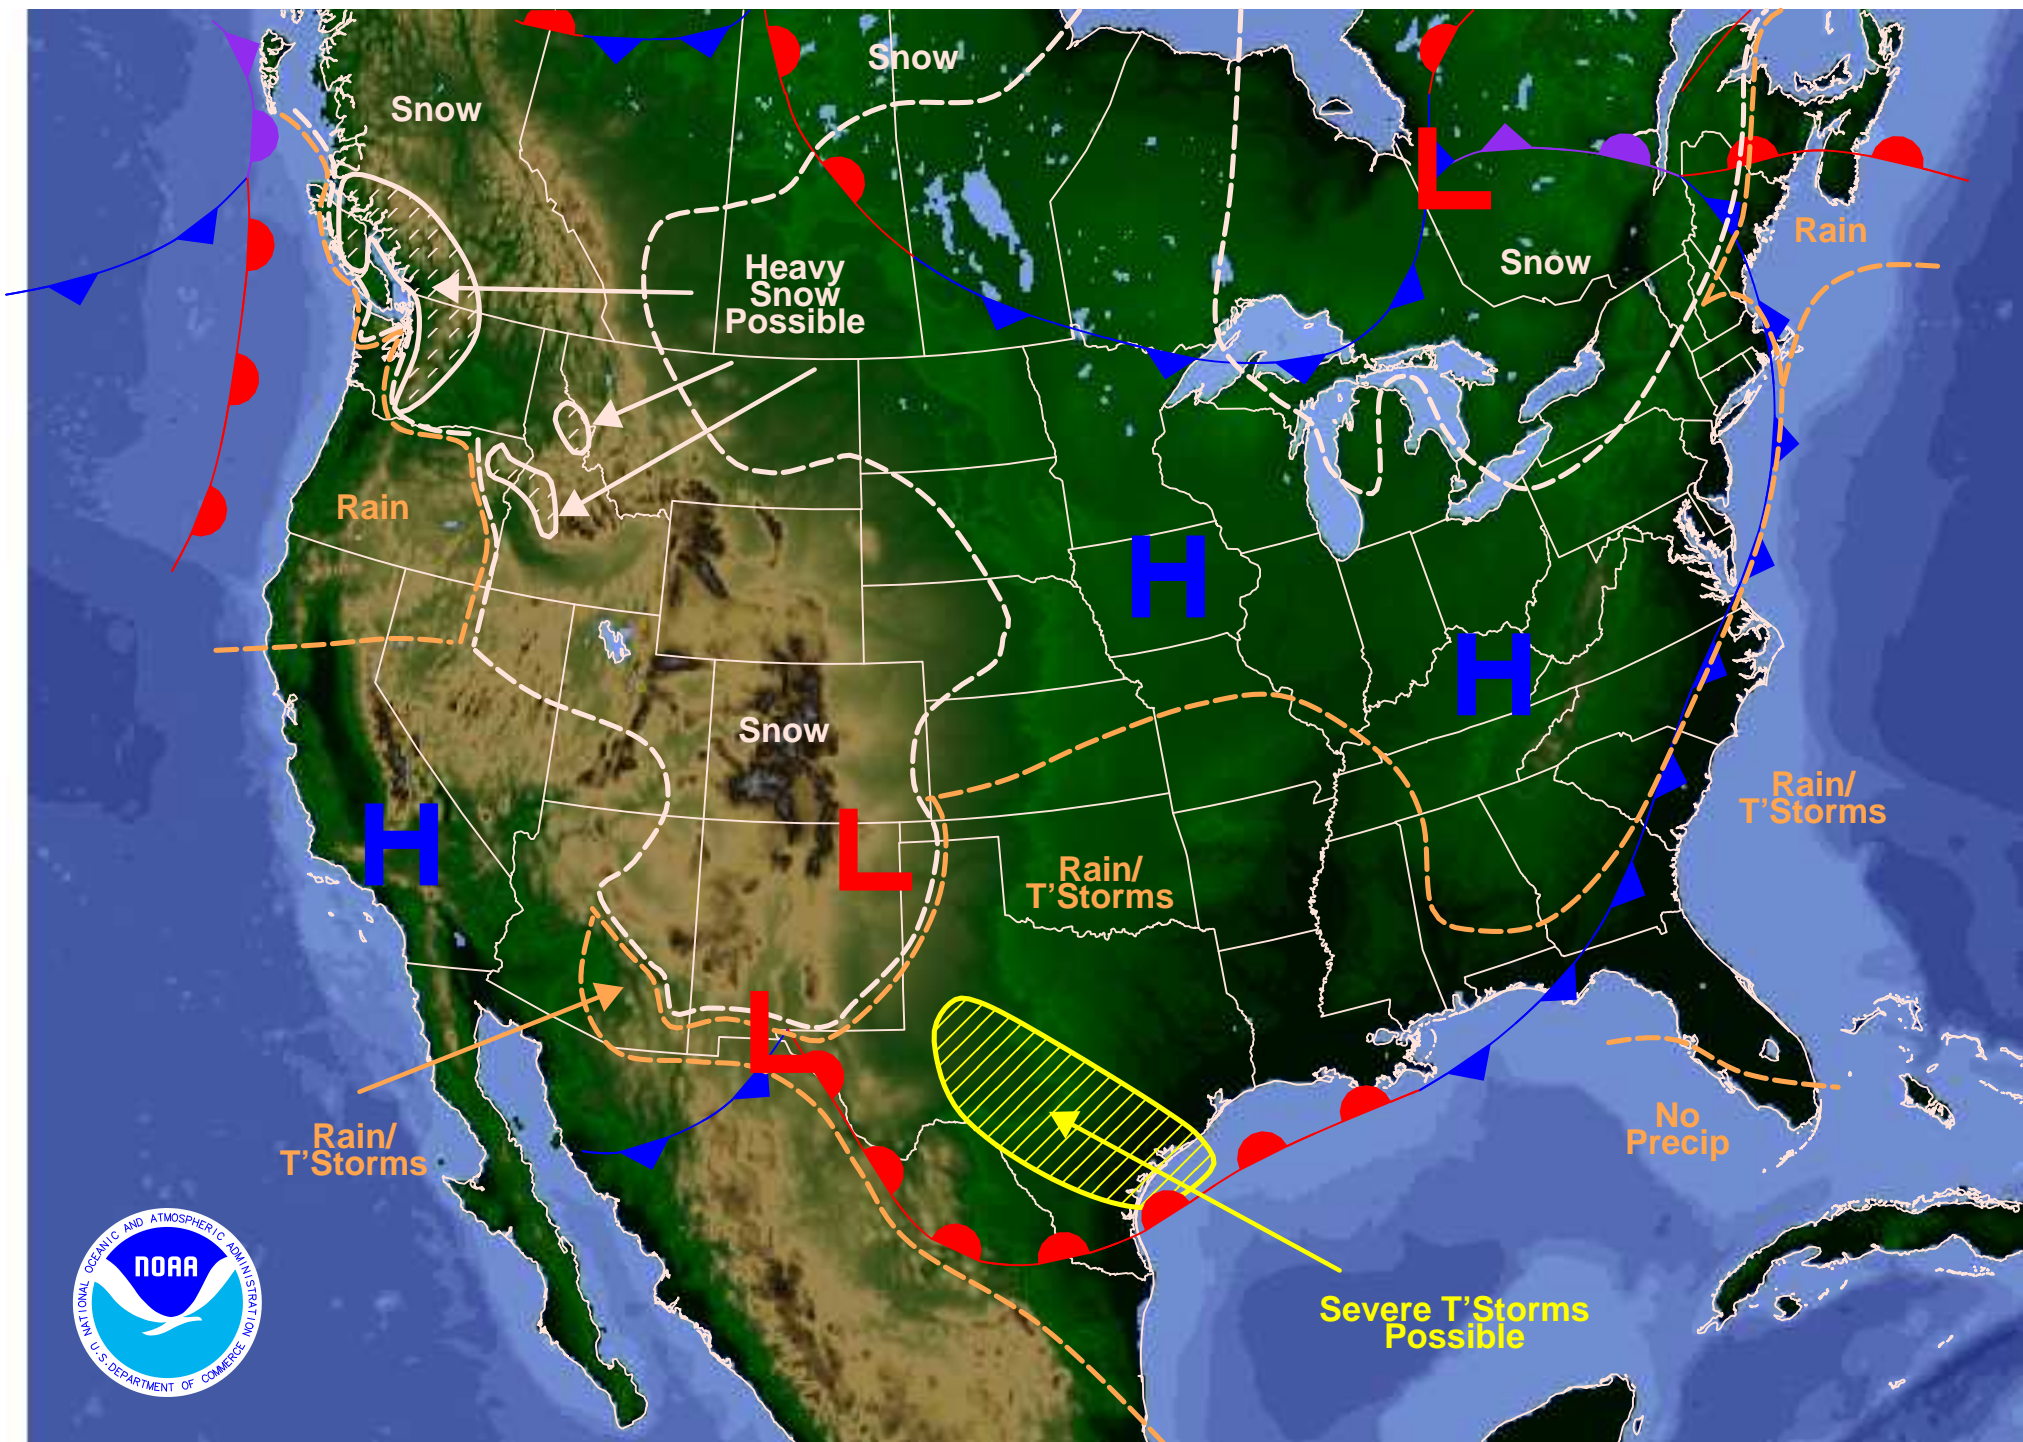 Snow
Snow
Heavy
Snow
Possible
Rain
Snow
L
Rain
H
H
Snow
Rain/
T'Storms
H
L
Rain/
T'Storms
L
Rain/
T'Storms
No
Precip
Severe T'Storms
Possible
NATIONAL OCEANIC AND ATMOSPHERIC ADMINISTRATION
NOAA
U.S. DEPARTMENT OF COMMERCE